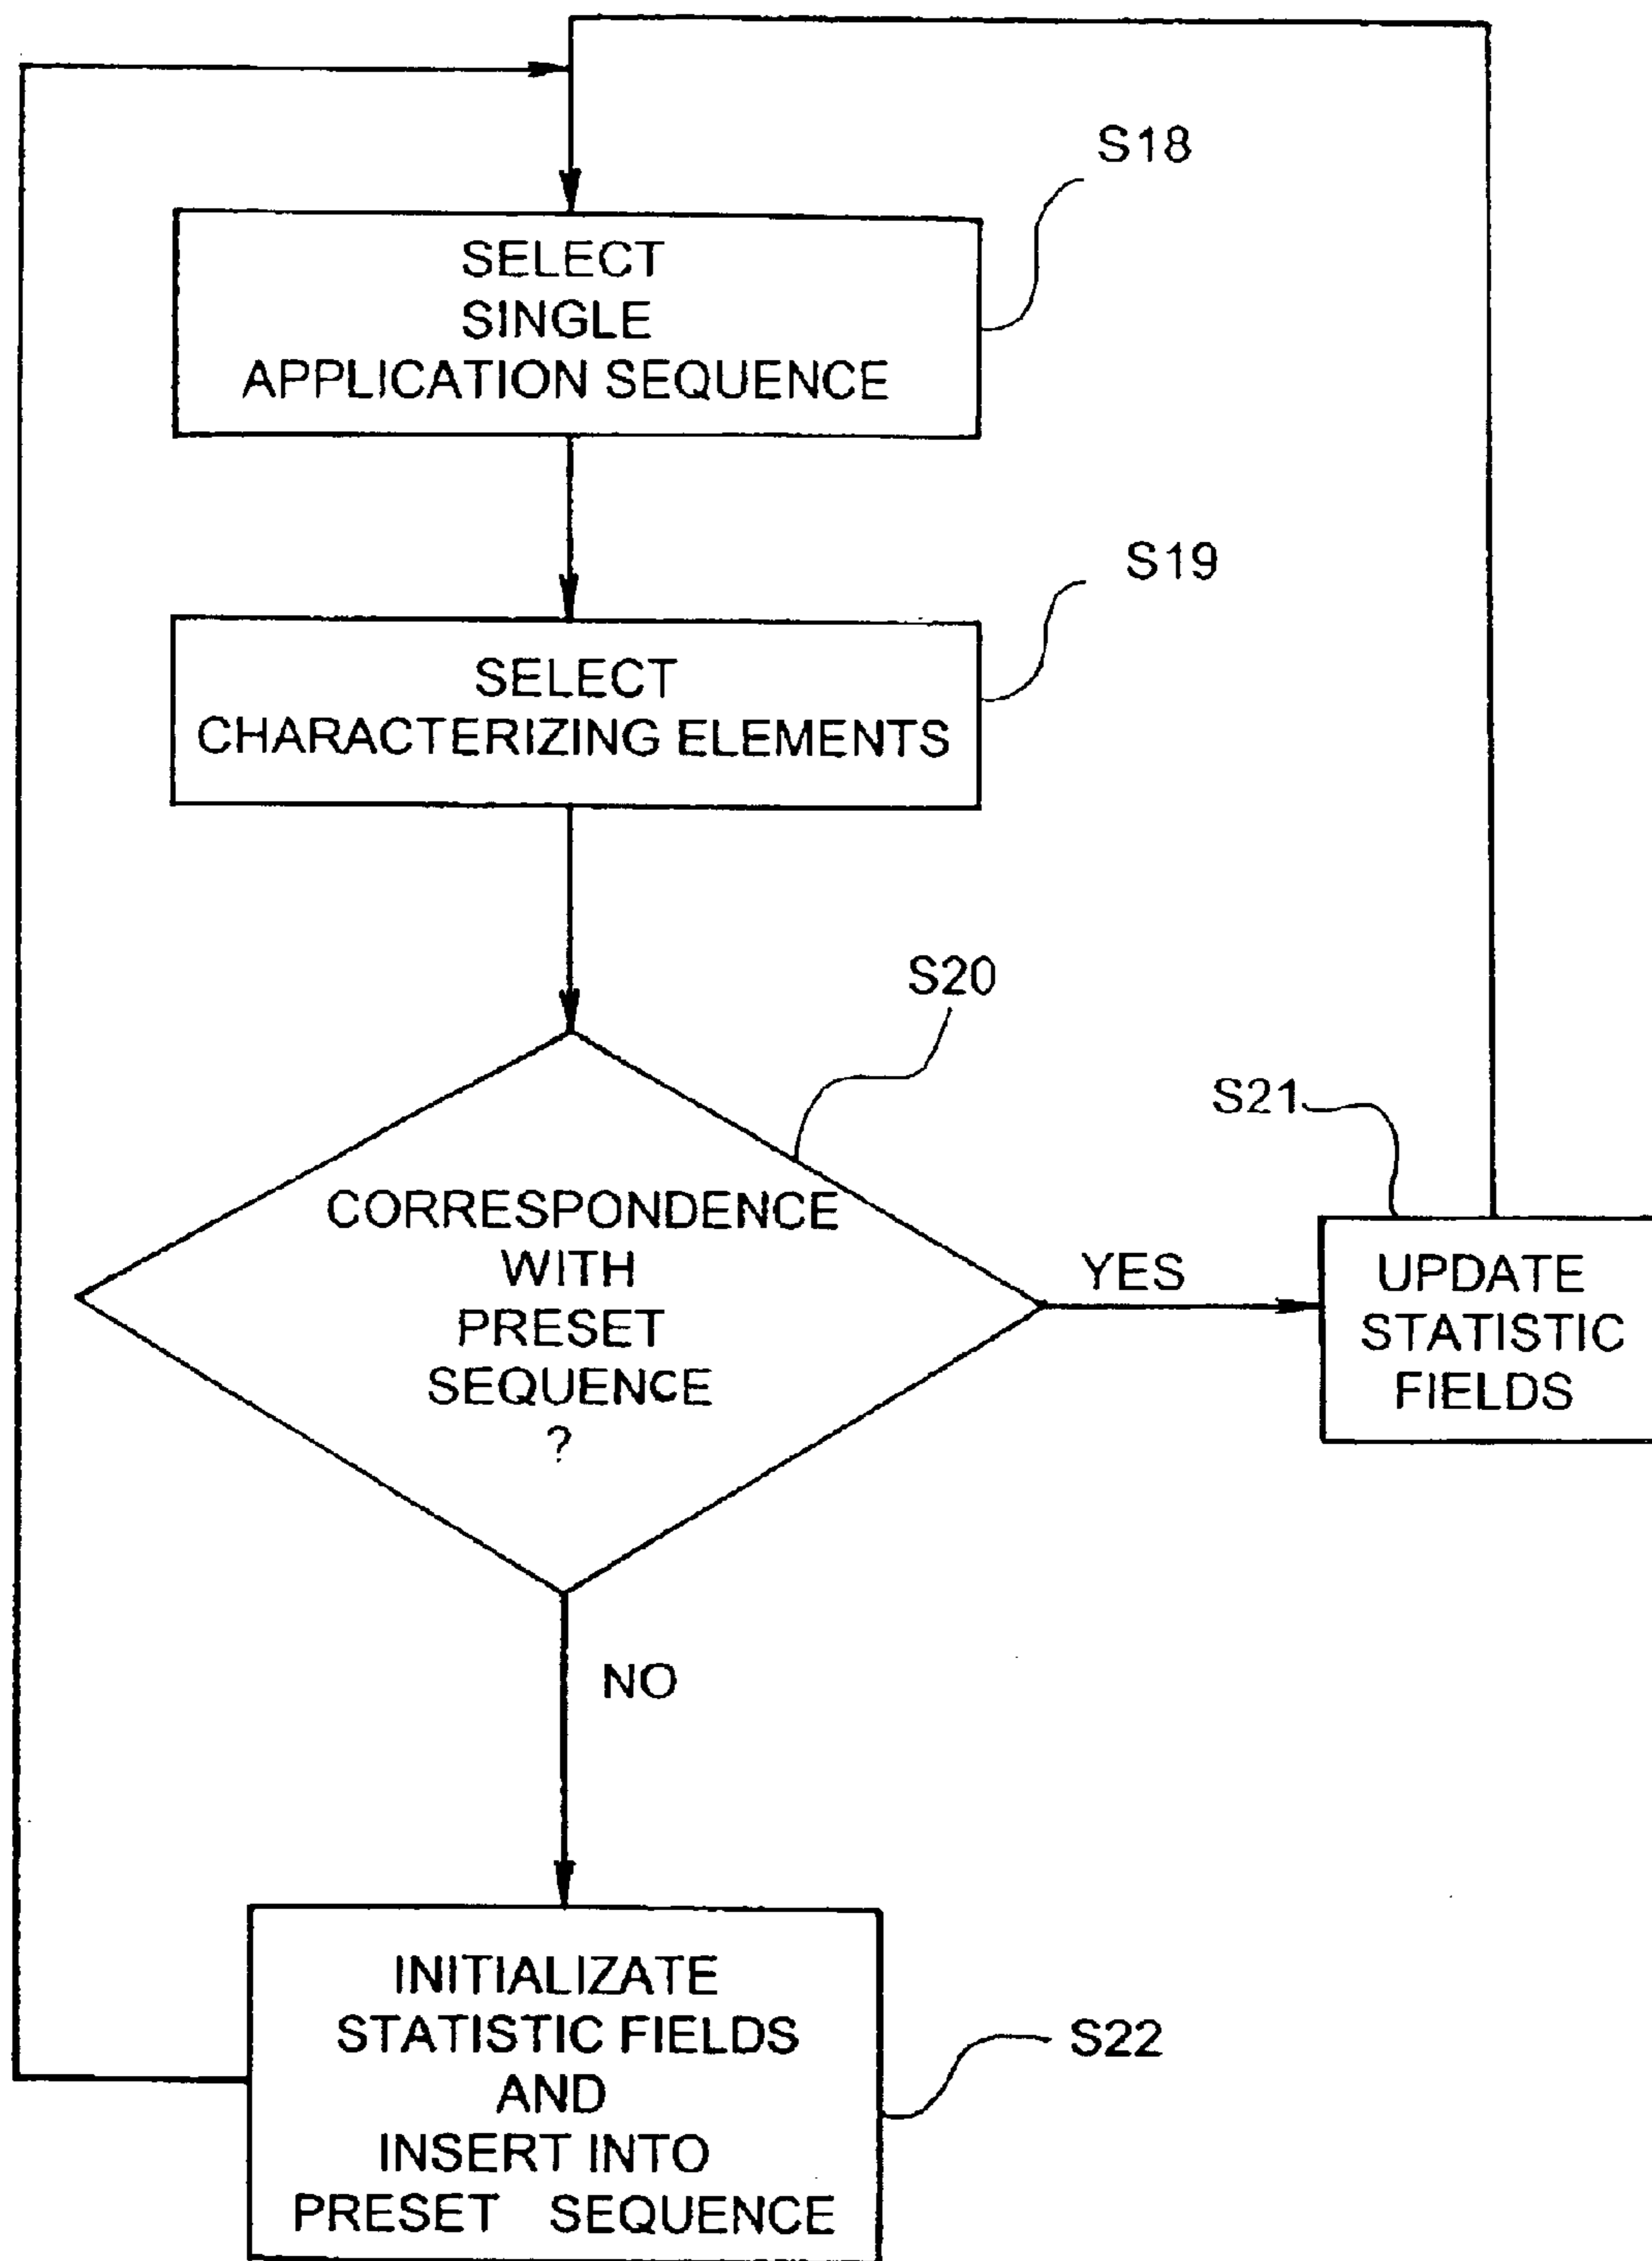 S18
SELECT
SINGLE
APPLICATION SEQUENCE
S19
SELECT
CHARACTERIZING ELEMENTS
S20
CORRESPONDENCE
WITH
PRESET
SEQUENCE
?
YES
S21
UPDATE
STATISTIC
FIELDS
NO
INITIALIZATE
STATISTIC FIELDS
AND
INSERT INTO
PRESET SEQUENCE
S22